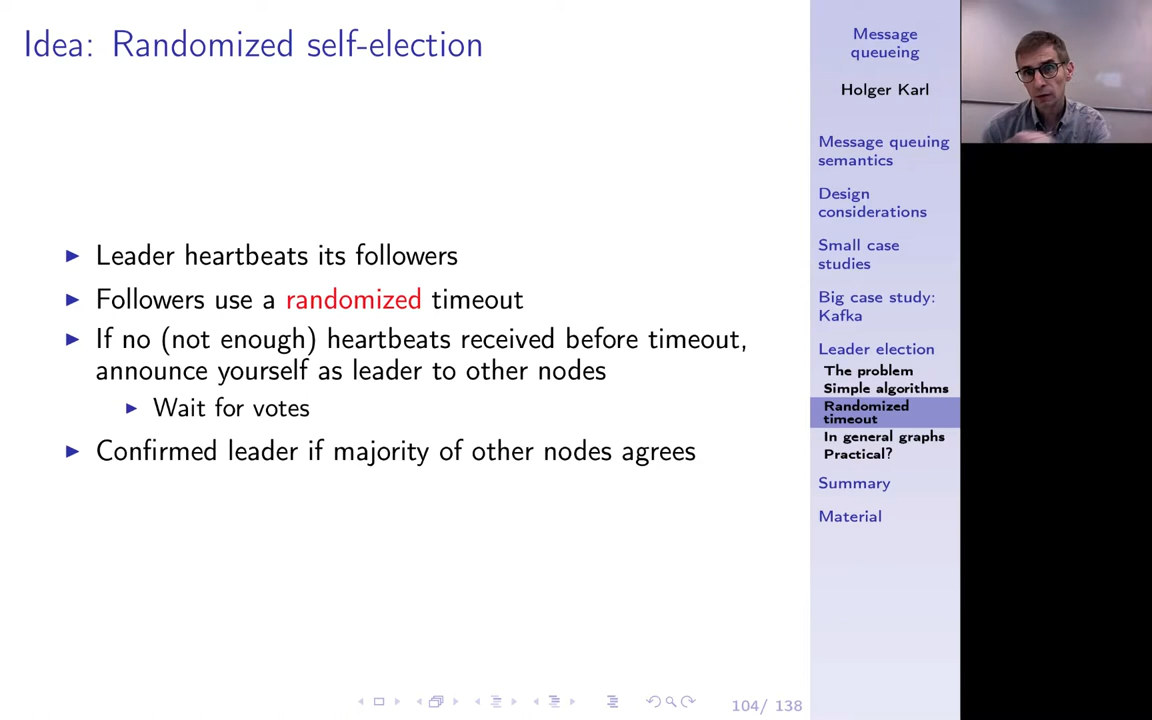 Idea: Randomized self-election
Leader heartbeats its followers
Followers use a randomized timeout
If no (not enough) heartbeats received before timeout,
announce yourself as leader to other nodes
Wait for votes
Confirmed leader if majority of other nodes agrees
Message
queueing
Holger Karl
Message queuing
semantics
Design
considerations
Small case
studies
Big case study:
Kafka
Leader election
The problem
Simple algorithms
Randomized
timeout
In general graphs
Practical?
Summary
Material
104/ 138